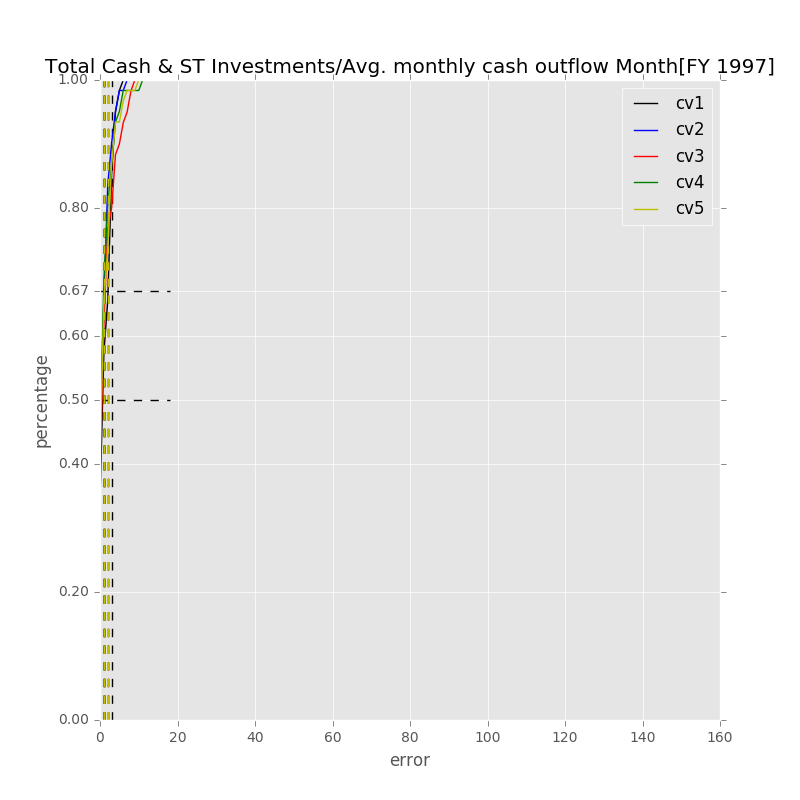 Total Cash & ST Investments/Avg. monthly cash outflow Month[FY 1997]
1.00
cv1
cv2
cv3
cv4
cv5
0.80
0.67
0.60
0.50
percentage
0.40
0.20
0.00
0 20 40 60 80 100 120 140 160
error